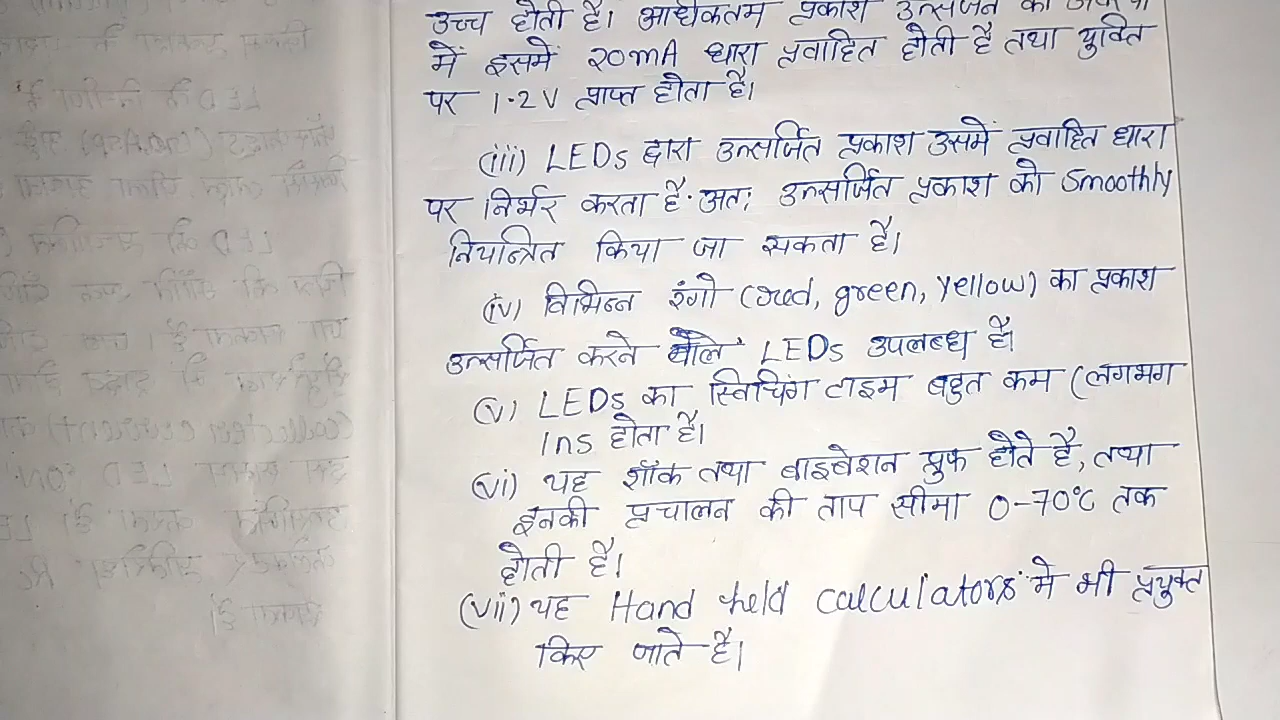 उच्च होती है। अधिकतम प्रकाश उत्सर्जन की
में इसमें 20mA धारा प्रवाहित होती है तथा युक्ति
पर 1.2V प्राप्त होता है।
(iii) LEDs द्वारा उत्सर्जित प्रकाश उसमें प्रवाहित धारा
पर निर्भर करता है. अत: उत्सर्जित प्रकाश को Smoothly
नियन्त्रित किया जा सकता है।
(iv) विभिन्न रंगो (red, green, yellow) का प्रकाश
उत्सर्जित करने वाले LEDs उपलब्ध है।
(v) LEDs का स्विचिंग टाइम बहुत कम (लगभग
1ns होता है।
(vi) यह शॉक तथा वाइब्रेशन प्रुफ होते है, तथा
इनकी प्रचालन की ताप सीमा 0-70°C तक
होती है।
(vii) यह Hand held calculators मे भी प्रयुक्त
किए जाते है।